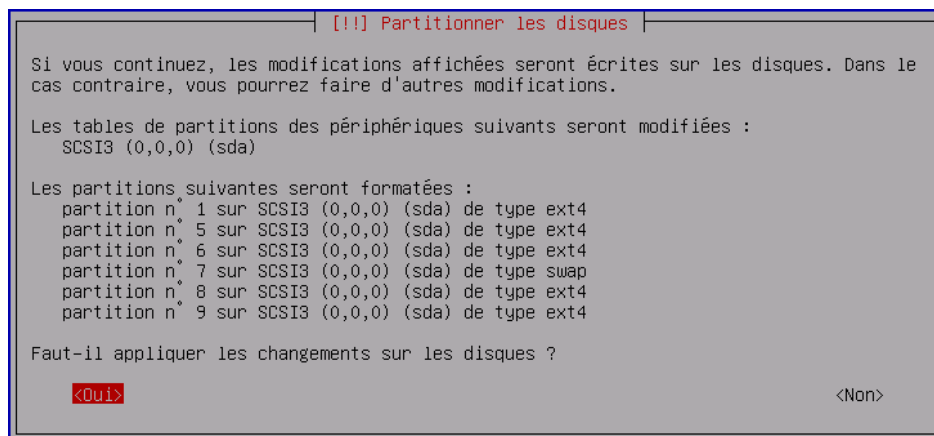 [!!] Partitionner les disques
Si vous continuez, les modifications affichées seront écrites sur les disques. Dans le
cas contraire, vous pourrez faire d'autres modifications.
Les tables de partitions des périphériques suivants seront modifiées :
SCSI3 (0,0,0) (sda)
Les partitions suivantes seront formatées :
partition n° 1 sur SCSI3 (0,0,0) (sda) de type ext4
partition n° 5 sur SCSI3 (0,0,0) (sda) de type ext4
partition n° 6 sur SCSI3 (0,0,0) (sda) de type ext4
partition n° 7 sur SCSI3 (0,0,0) (sda) de type swap
partition n° 8 sur SCSI3 (0,0,0) (sda) de type ext4
partition n° 9 sur SCSI3 (0,0,0) (sda) de type ext4
Faut-il appliquer les changements sur les disques ?
<Oui> <Non>